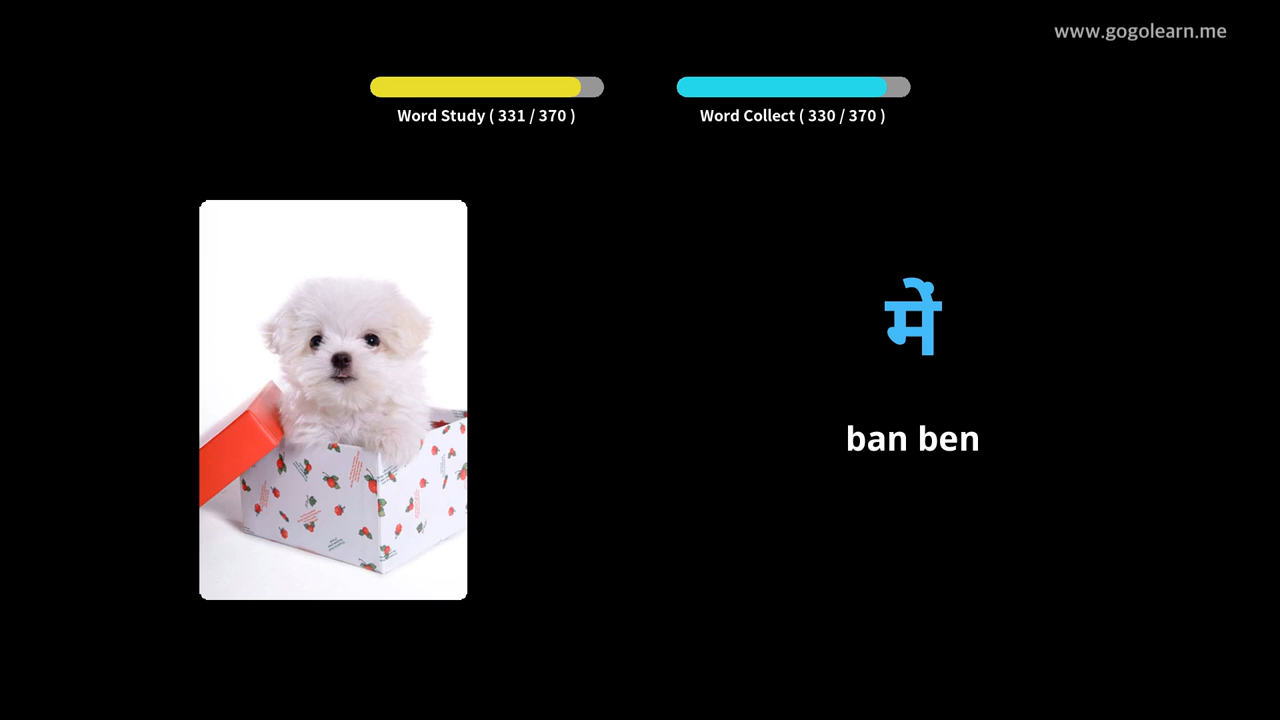 www.gogolearn.me
Word Study ( 331 / 370 )
Word Collect ( 330 / 370 )
में
ban ben